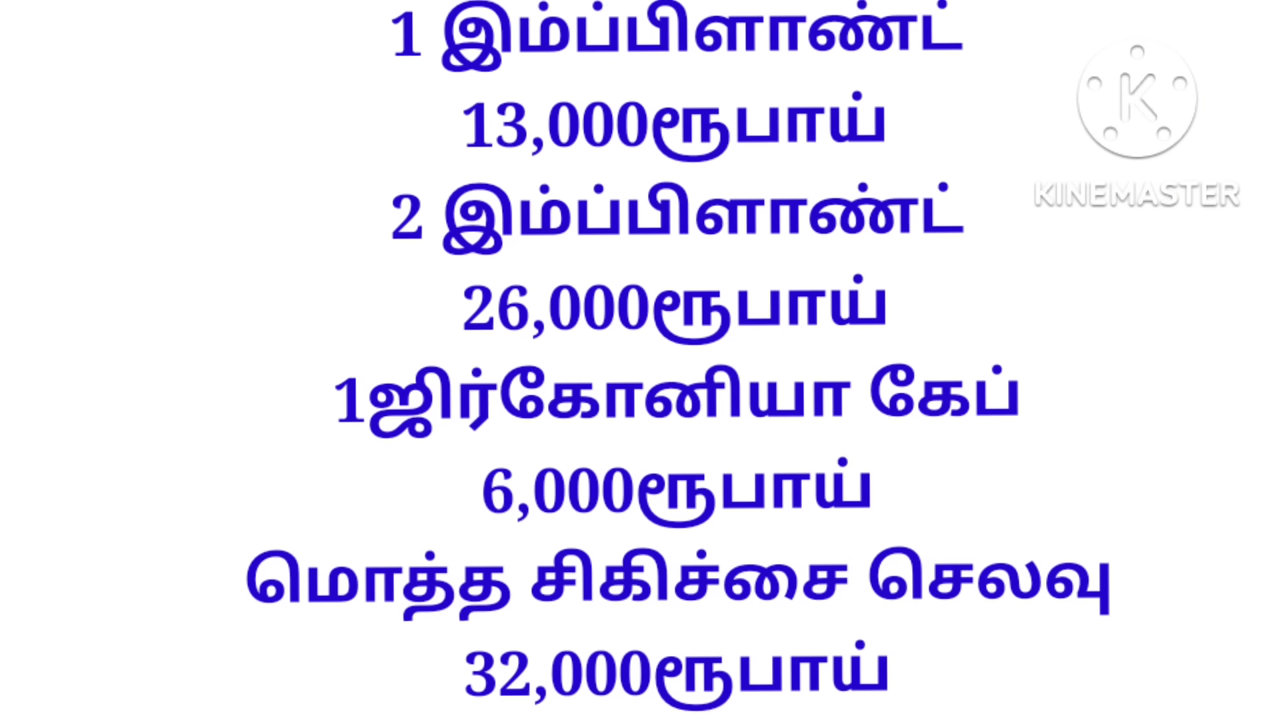 1 இம்ப்பிளாண்ட்
13,000ரூபாய்
2 இம்ப்பிளாண்ட்
26,000ரூபாய்
1ஜிர்கோனியா கேப்
6,000ரூபாய்
மொத்த சிகிச்சை செலவு
32,000ரூபாய்
K
KINEMASTER